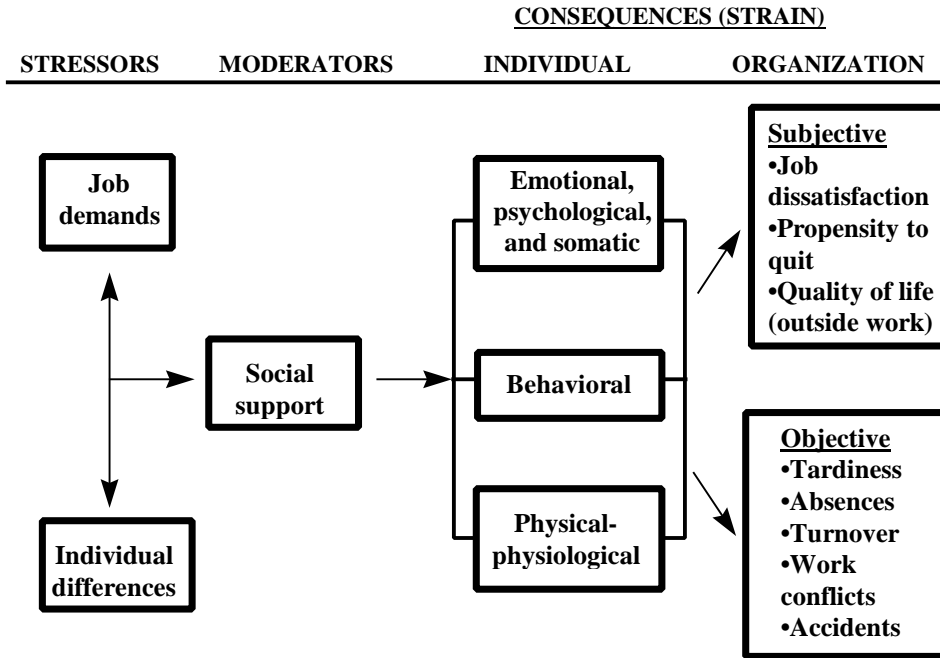 CONSEQUENCES (STRAIN)
STRESSORS MODERATORS INDIVIDUAL ORGANIZATION
Job
demands
Individual
differences
Social
support
Emotional,
psychological,
and somatic
Behavioral
Physical-
physiological
Subjective
•Job
dissatisfaction
•Propensity to
quit
•Quality of life
(outside work)
Objective
•Tardiness
•Absences
•Turnover
•Work
conflicts
•Accidents